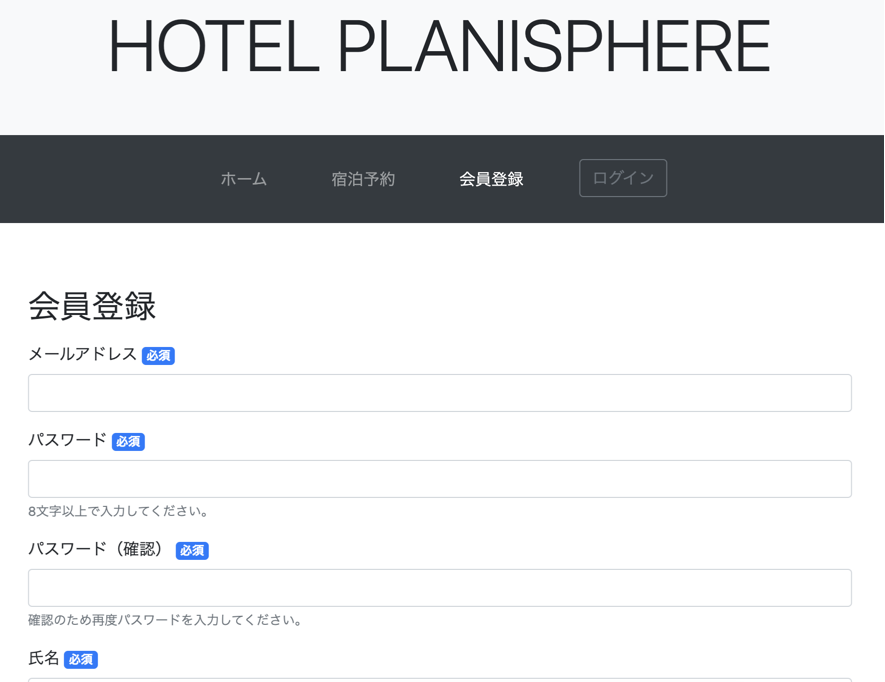 HOTEL PLANISPHERE
ホーム 宿泊予約 会員登録 ログイン
会員登録
メールアドレス 必須
パスワード 必須
8文字以上で入力してください。
パスワード（確認） 必須
確認のため再度パスワードを入力してください。
氏名 必須